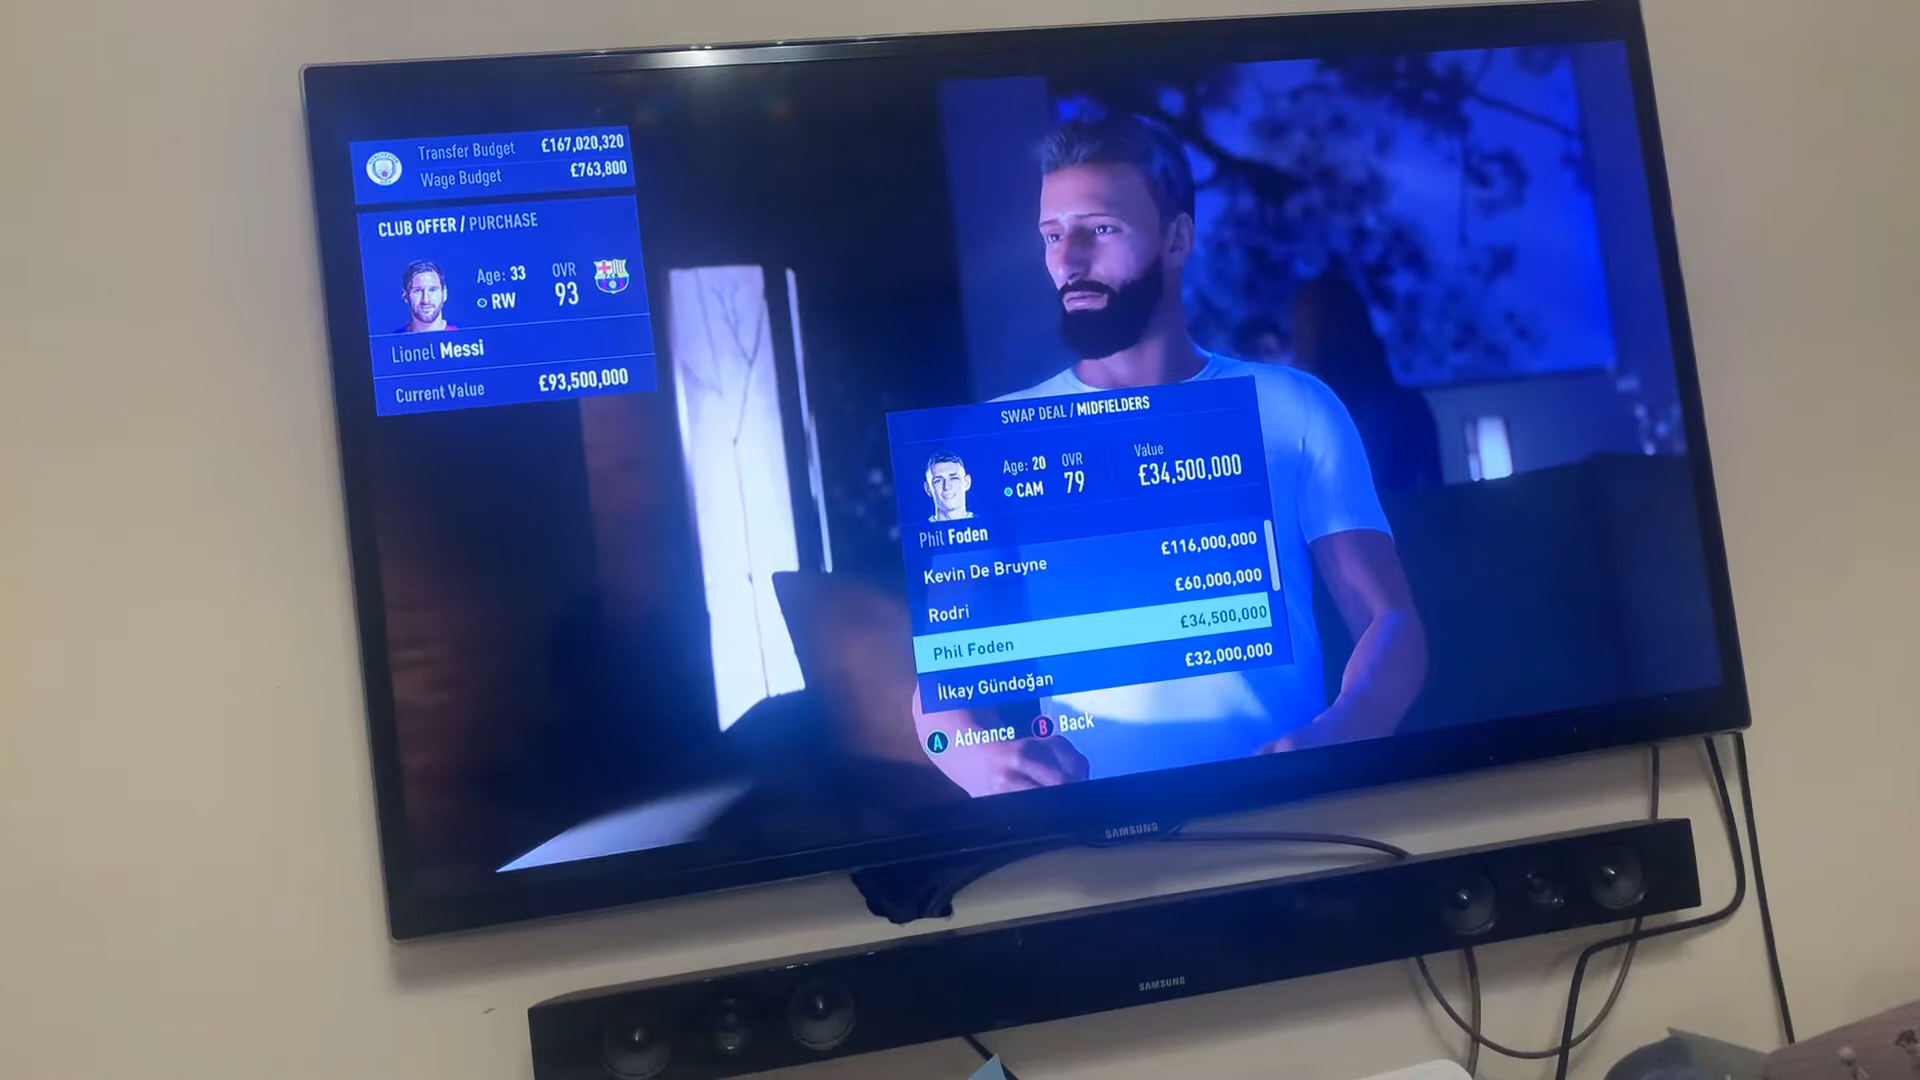 Transfer Budget £167,020,320
Wage Budget £763,800
CLUB OFFER / PURCHASE
Age: 33 OVR
RW 93
Lionel Messi
Current Value £93,500,000
SWAP DEAL / MIDFIELDERS
Age: 20 OVR Value
CAM 79 £34,500,000
Phil Foden
Kevin De Bruyne £116,000,000
Rodri £60,000,000
Phil Foden £34,500,000
İlkay Gündoğan £32,000,000
A Advance B Back
SAMSUNG
SAMSUNG